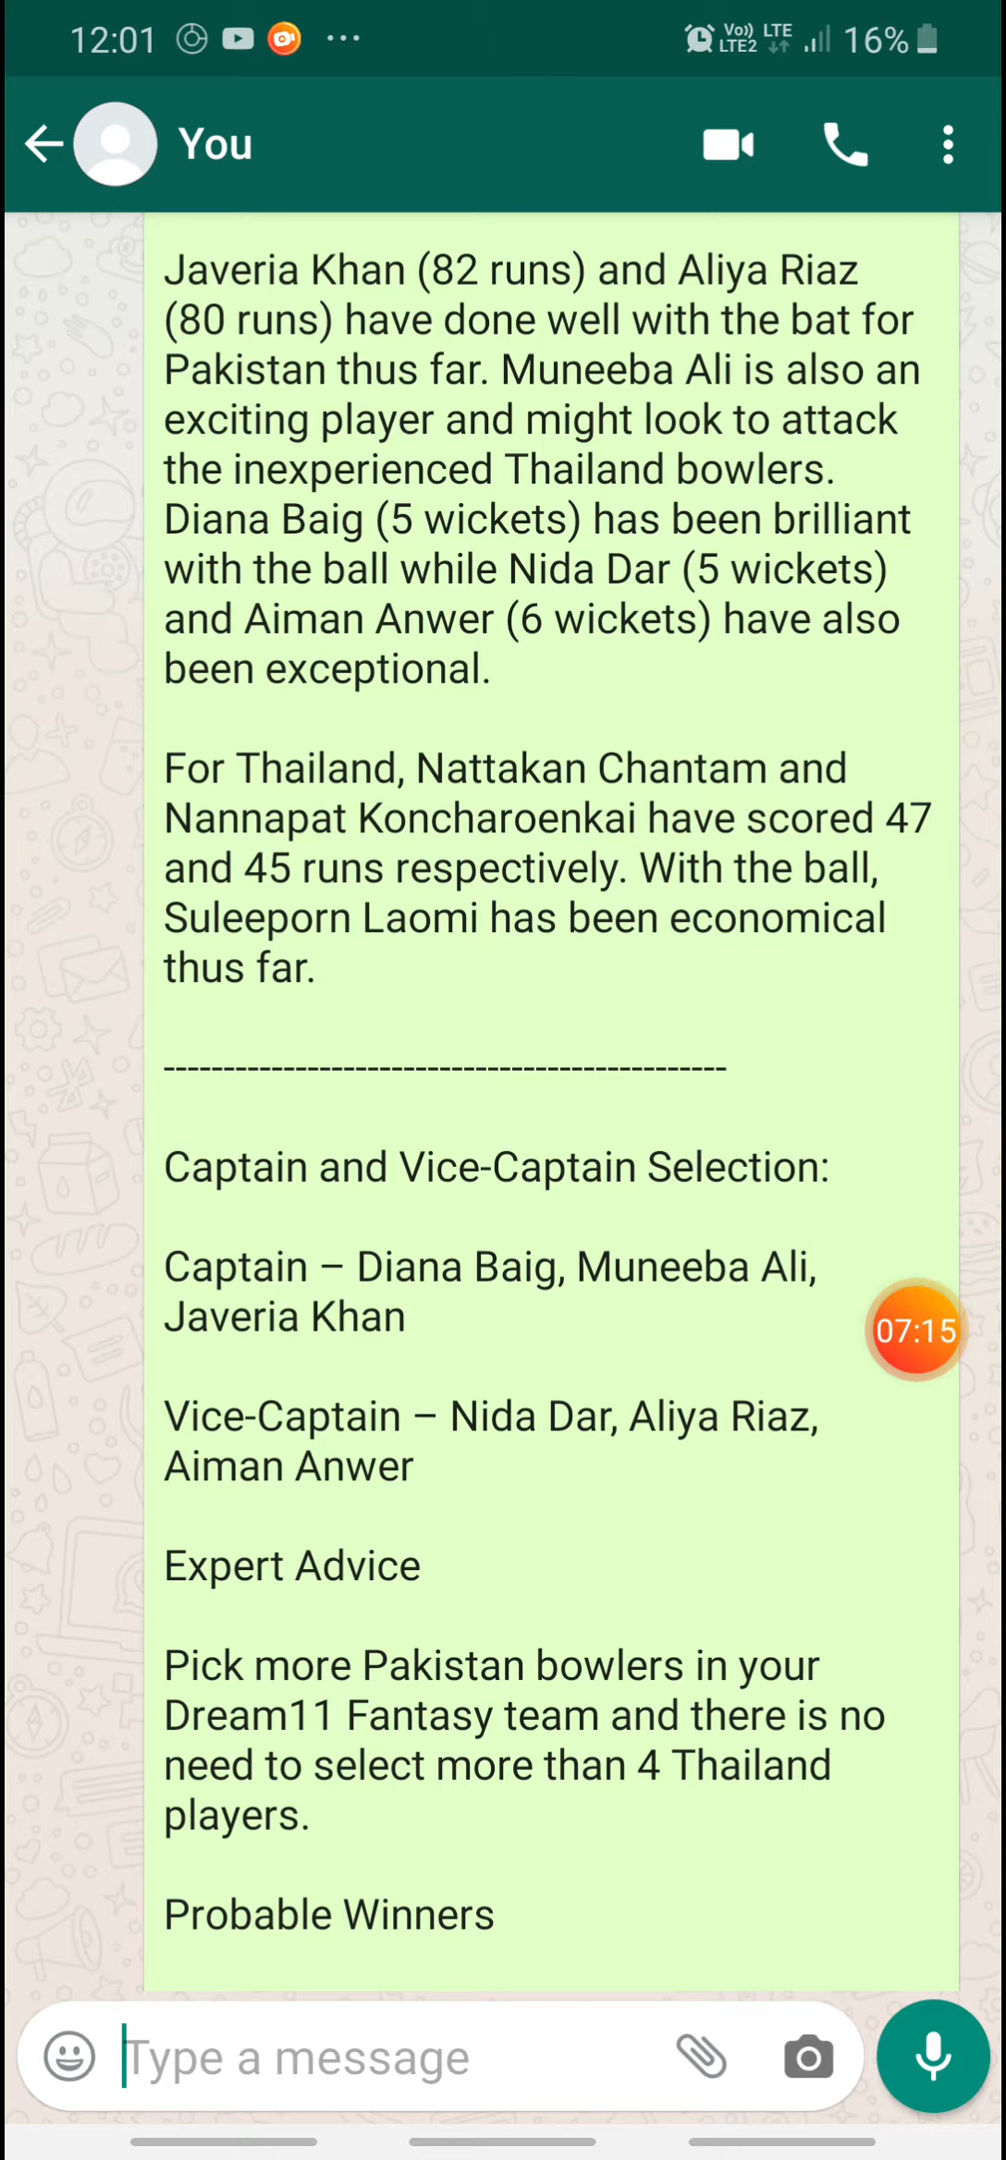 12:01
Vo)) LTE
LTE2
16%
You
Javeria Khan (82 runs) and Aliya Riaz
(80 runs) have done well with the bat for
Pakistan thus far. Muneeba Ali is also an
exciting player and might look to attack
the inexperienced Thailand bowlers.
Diana Baig (5 wickets) has been brilliant
with the ball while Nida Dar (5 wickets)
and Aiman Anwer (6 wickets) have also
been exceptional.
For Thailand, Nattakan Chantam and
Nannapat Koncharoenkai have scored 47
and 45 runs respectively. With the ball,
Suleeporn Laomi has been economical
thus far.
-----------------------------------------------
Captain and Vice-Captain Selection:
Captain – Diana Baig, Muneeba Ali,
Javeria Khan
07:15
Vice-Captain – Nida Dar, Aliya Riaz,
Aiman Anwer
Expert Advice
Pick more Pakistan bowlers in your
Dream11 Fantasy team and there is no
need to select more than 4 Thailand
players.
Probable Winners
Type a message